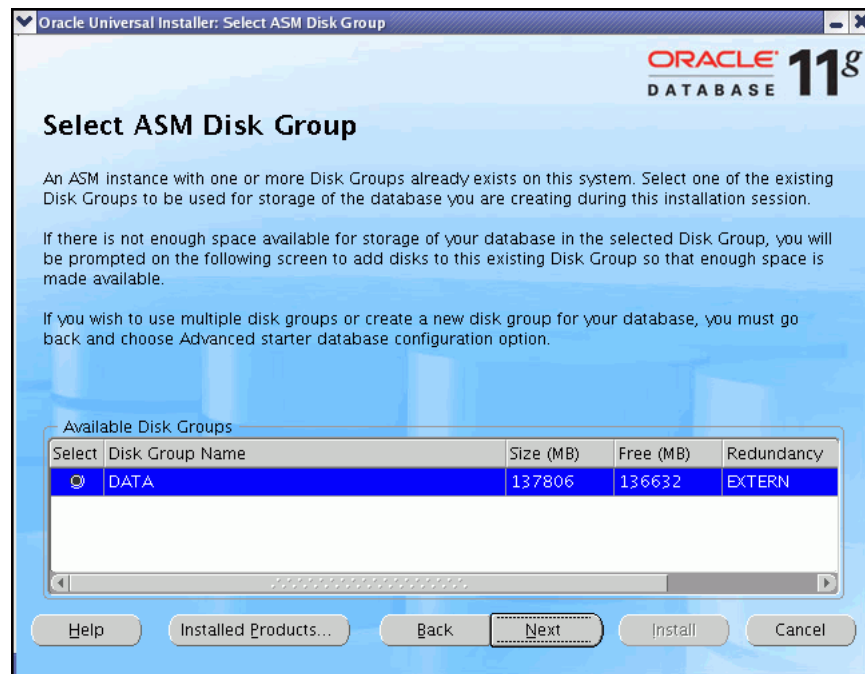 Oracle Universal Installer: Select ASM Disk Group
ORACLE 11g
DATABASE
Select ASM Disk Group
An ASM instance with one or more Disk Groups already exists on this system. Select one of the existing
Disk Groups to be used for storage of the database you are creating during this installation session.
If there is not enough space available for storage of your database in the selected Disk Group, you will
be prompted on the following screen to add disks to this existing Disk Group so that enough space is
made available.
If you wish to use multiple disk groups or create a new disk group for your database, you must go
back and choose Advanced starter database configuration option.
Available Disk Groups
Select Disk Group Name Size (MB) Free (MB) Redundancy
DATA 137806 136632 EXTERN
Help Installed Products... Back Next Install Cancel